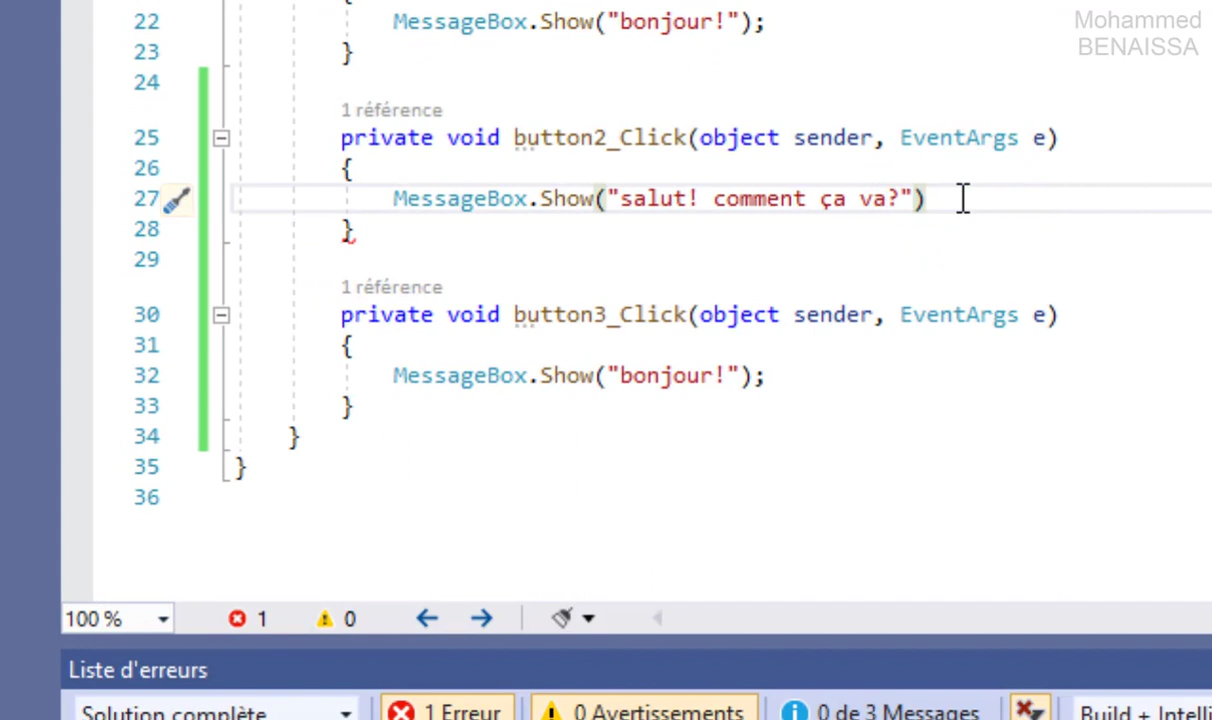 Mohammed
BENAISSA
22 MessageBox.Show("bonjour!");
23 }
24
1 référence
25 private void button2_Click(object sender, EventArgs e)
26 {
27 MessageBox.Show("salut! comment ça va?")
28 }
29
1 référence
30 private void button3_Click(object sender, EventArgs e)
31 {
32 MessageBox.Show("bonjour!");
33 }
34 }
35 }
36
100 % 1 0
Liste d'erreurs
Solution complète 1 Erreur 0 Avertissements 0 de 3 Messages Build + Intelli